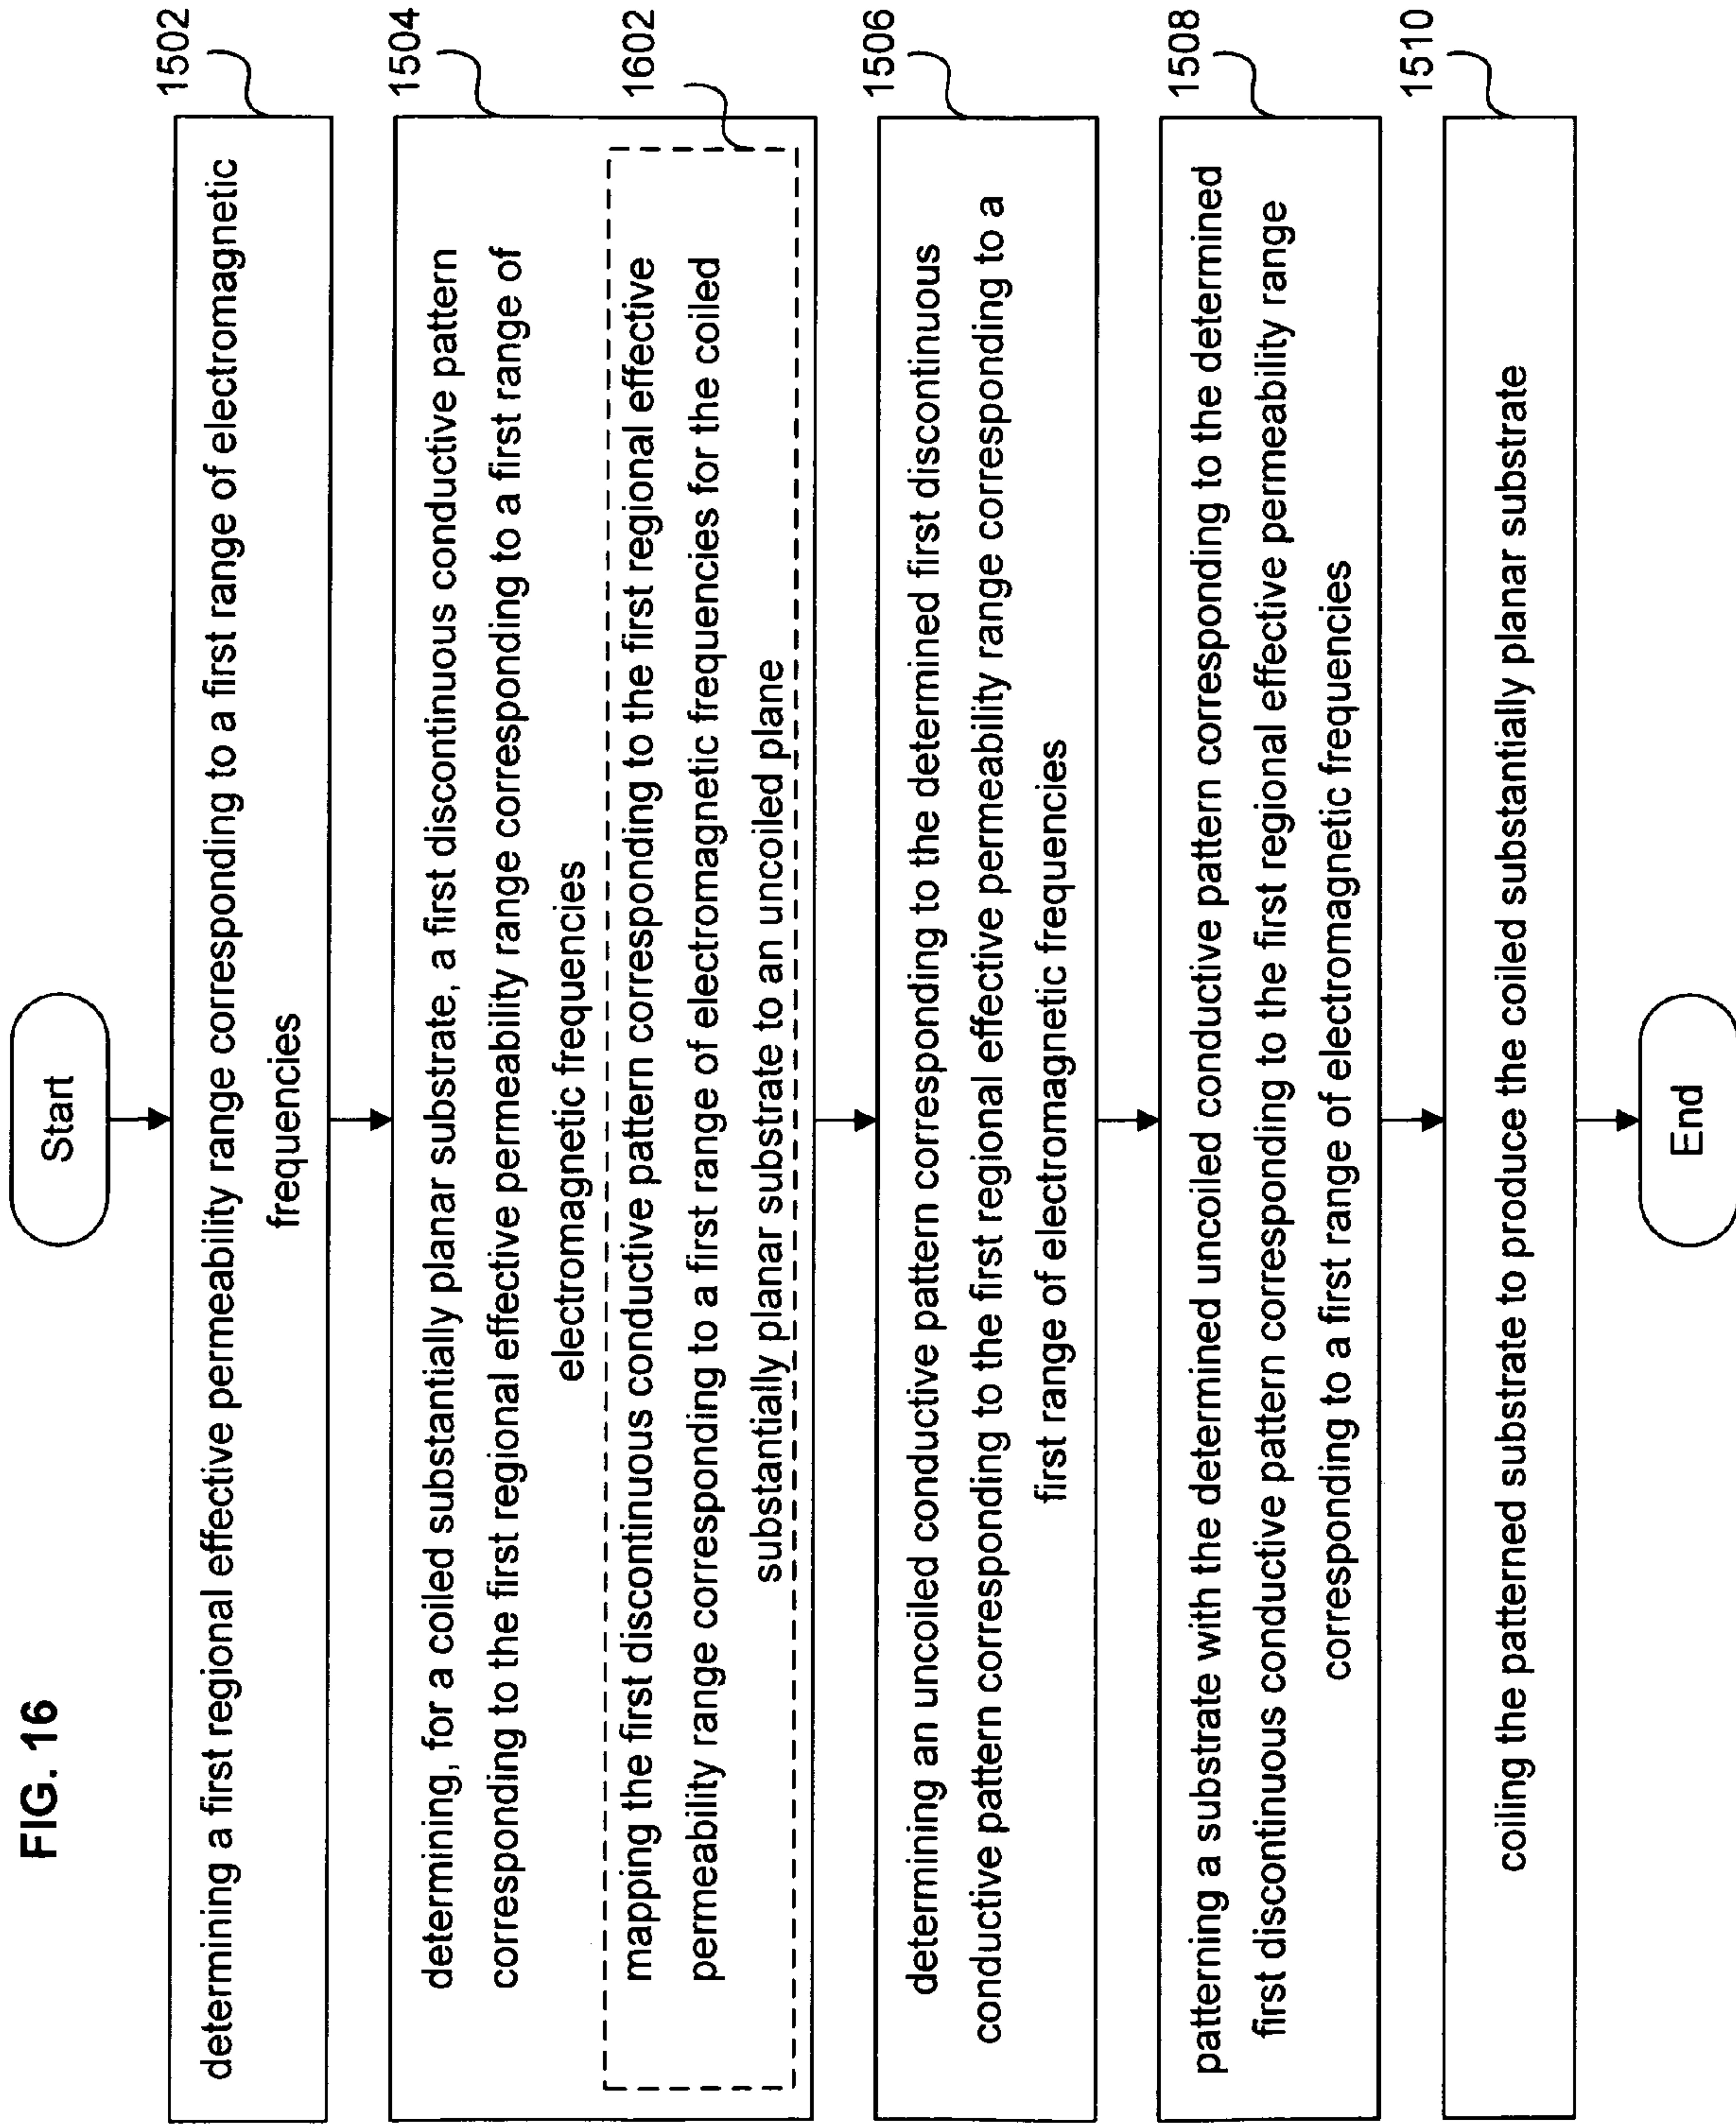 FIG. 16
Start
1502
determining a first regional effective permeability range corresponding to a first range of electromagnetic
frequencies
1504
determining, for a coiled substantially planar substrate, a first discontinuous conductive pattern
corresponding to the first regional effective permeability range corresponding to a first range of
electromagnetic frequencies
1602
mapping the first discontinuous conductive pattern corresponding to the first regional effective
permeability range corresponding to a first range of electromagnetic frequencies for the coiled
substantially planar substrate to an uncoiled plane
1506
determining an uncoiled conductive pattern corresponding to the determined first discontinuous
conductive pattern corresponding to the first regional effective permeability range corresponding to a
first range of electromagnetic frequencies
1508
patterning a substrate with the determined uncoiled conductive pattern corresponding to the determined
first discontinuous conductive pattern corresponding to the first regional effective permeability range
corresponding to a first range of electromagnetic frequencies
1510
coiling the patterned substrate to produce the coiled substantially planar substrate
End